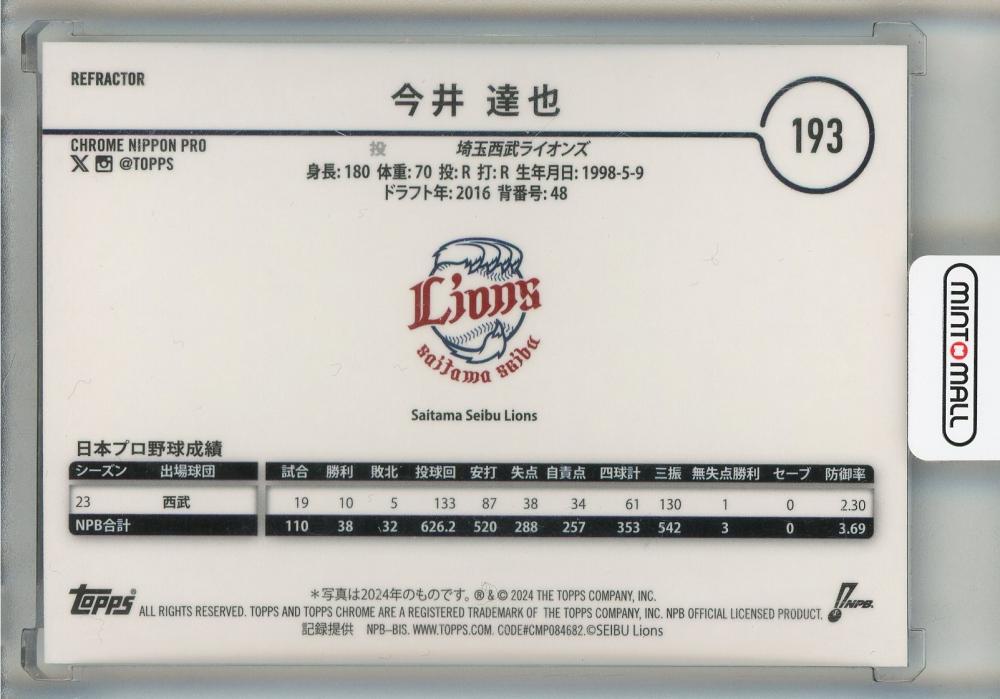 REFRACTOR
今井 達也
193
CHROME NIPPON PRO
@TOPPS
投 埼玉西武ライオンズ
身長: 180 体重: 70 投: R 打: R 生年月日: 1998-5-9
ドラフト年: 2016 背番号: 48
Lions
Saitama Seibu
Saitama Seibu Lions
日本プロ野球成績
シーズン 出場球団 試合 勝利 敗北 投球回 安打 失点 自責点 四球計 三振 無失点勝利 セーブ 防御率
23 西武 19 10 5 133 87 38 34 61 130 1 0 2.30
NPB合計 110 38 32 626.2 520 288 257 353 542 3 0 3.69
Topps
＊写真は2024年のものです。 ® & © 2024 THE TOPPS COMPANY, INC.
ALL RIGHTS RESERVED. TOPPS AND TOPPS CHROME ARE A REGISTERED TRADEMARK OF THE TOPPS COMPANY, INC. NPB OFFICIAL LICENSED PRODUCT.
記録提供 NPB-BIS. WWW.TOPPS.COM. CODE#CMP084682.©SEIBU Lions
NPB.
MINTMALL